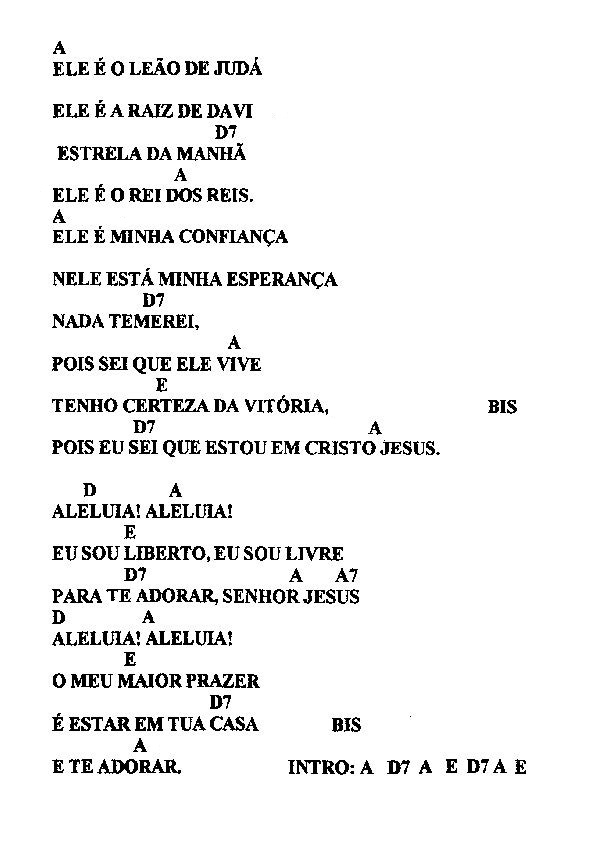 A
ELE É O LEÃO DE JUDÁ
ELE É A RAIZ DE DAVI
D7
ESTRELA DA MANHÃ
A
ELE É O REI DOS REIS.
A
ELE É MINHA CONFIANÇA
NELE ESTÁ MINHA ESPERANÇA
D7
NADA TEMEREI,
A
POIS SEI QUE ELE VIVE
E
TENHO CERTEZA DA VITÓRIA, BIS
D7 A
POIS EU SEI QUE ESTOU EM CRISTO JESUS.
D A
ALELUIA! ALELUIA!
E
EU SOU LIBERTO, EU SOU LIVRE
D7 A A7
PARA TE ADORAR, SENHOR JESUS
D A
ALELUIA! ALELUIA!
E
O MEU MAIOR PRAZER
D7
É ESTAR EM TUA CASA BIS
A
E TE ADORAR. INTRO: A D7 A E D7 A E